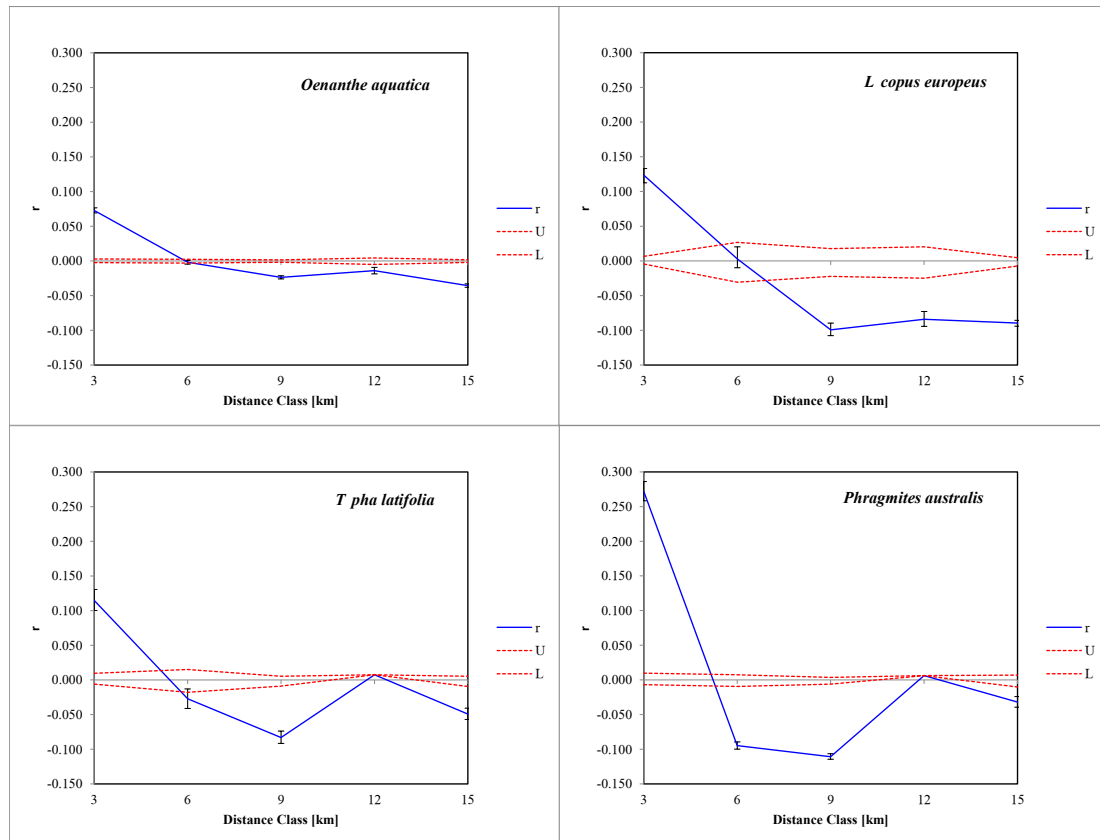 0.300
Oenanthe aquatica
0.250
0.200
0.150
0.100
0.050
0.000
-0.050
-0.100
-0.150
r
3 6 9 12 15
Distance Class [km]
r
U
L
0.300
L copus europeus
0.250
0.200
0.150
0.100
0.050
0.000
-0.050
-0.100
-0.150
r
3 6 9 12 15
Distance Class [km]
r
U
L
0.300
T pha latifolia
0.250
0.200
0.150
0.100
0.050
0.000
-0.050
-0.100
-0.150
r
3 6 9 12 15
Distance Class [km]
r
U
L
0.300
Phragmites australis
0.250
0.200
0.150
0.100
0.050
0.000
-0.050
-0.100
-0.150
r
3 6 9 12 15
Distance Class [km]
r
U
L